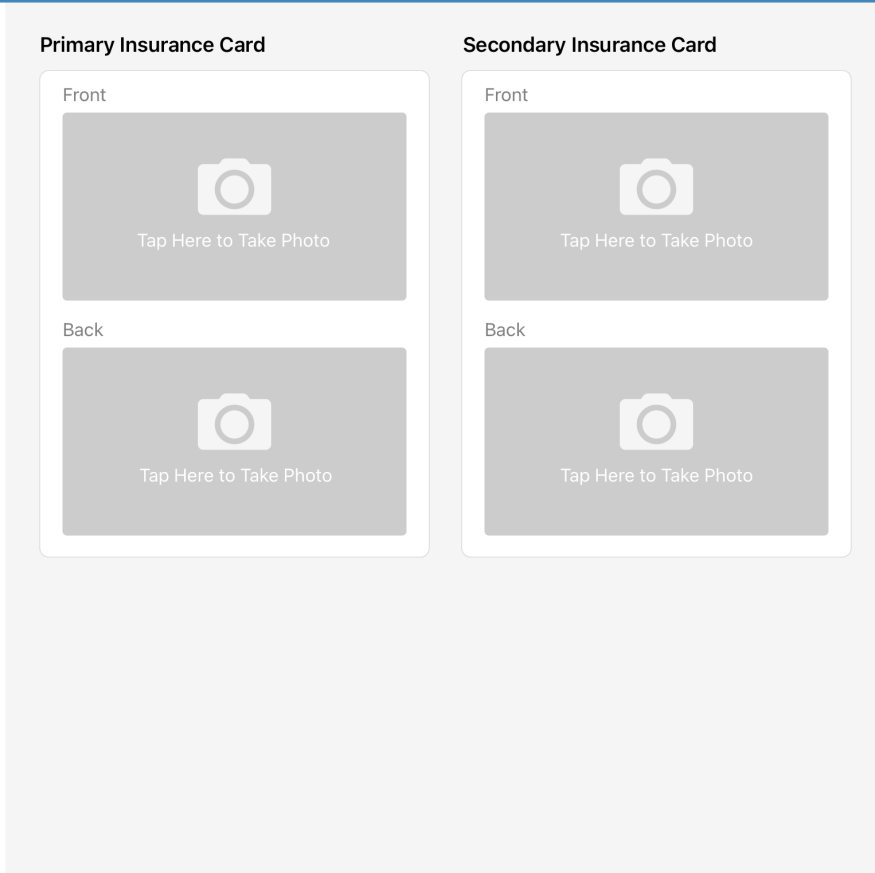 Primary Insurance Card
Front
Tap Here to Take Photo
Back
Tap Here to Take Photo
Secondary Insurance Card
Front
Tap Here to Take Photo
Back
Tap Here to Take Photo